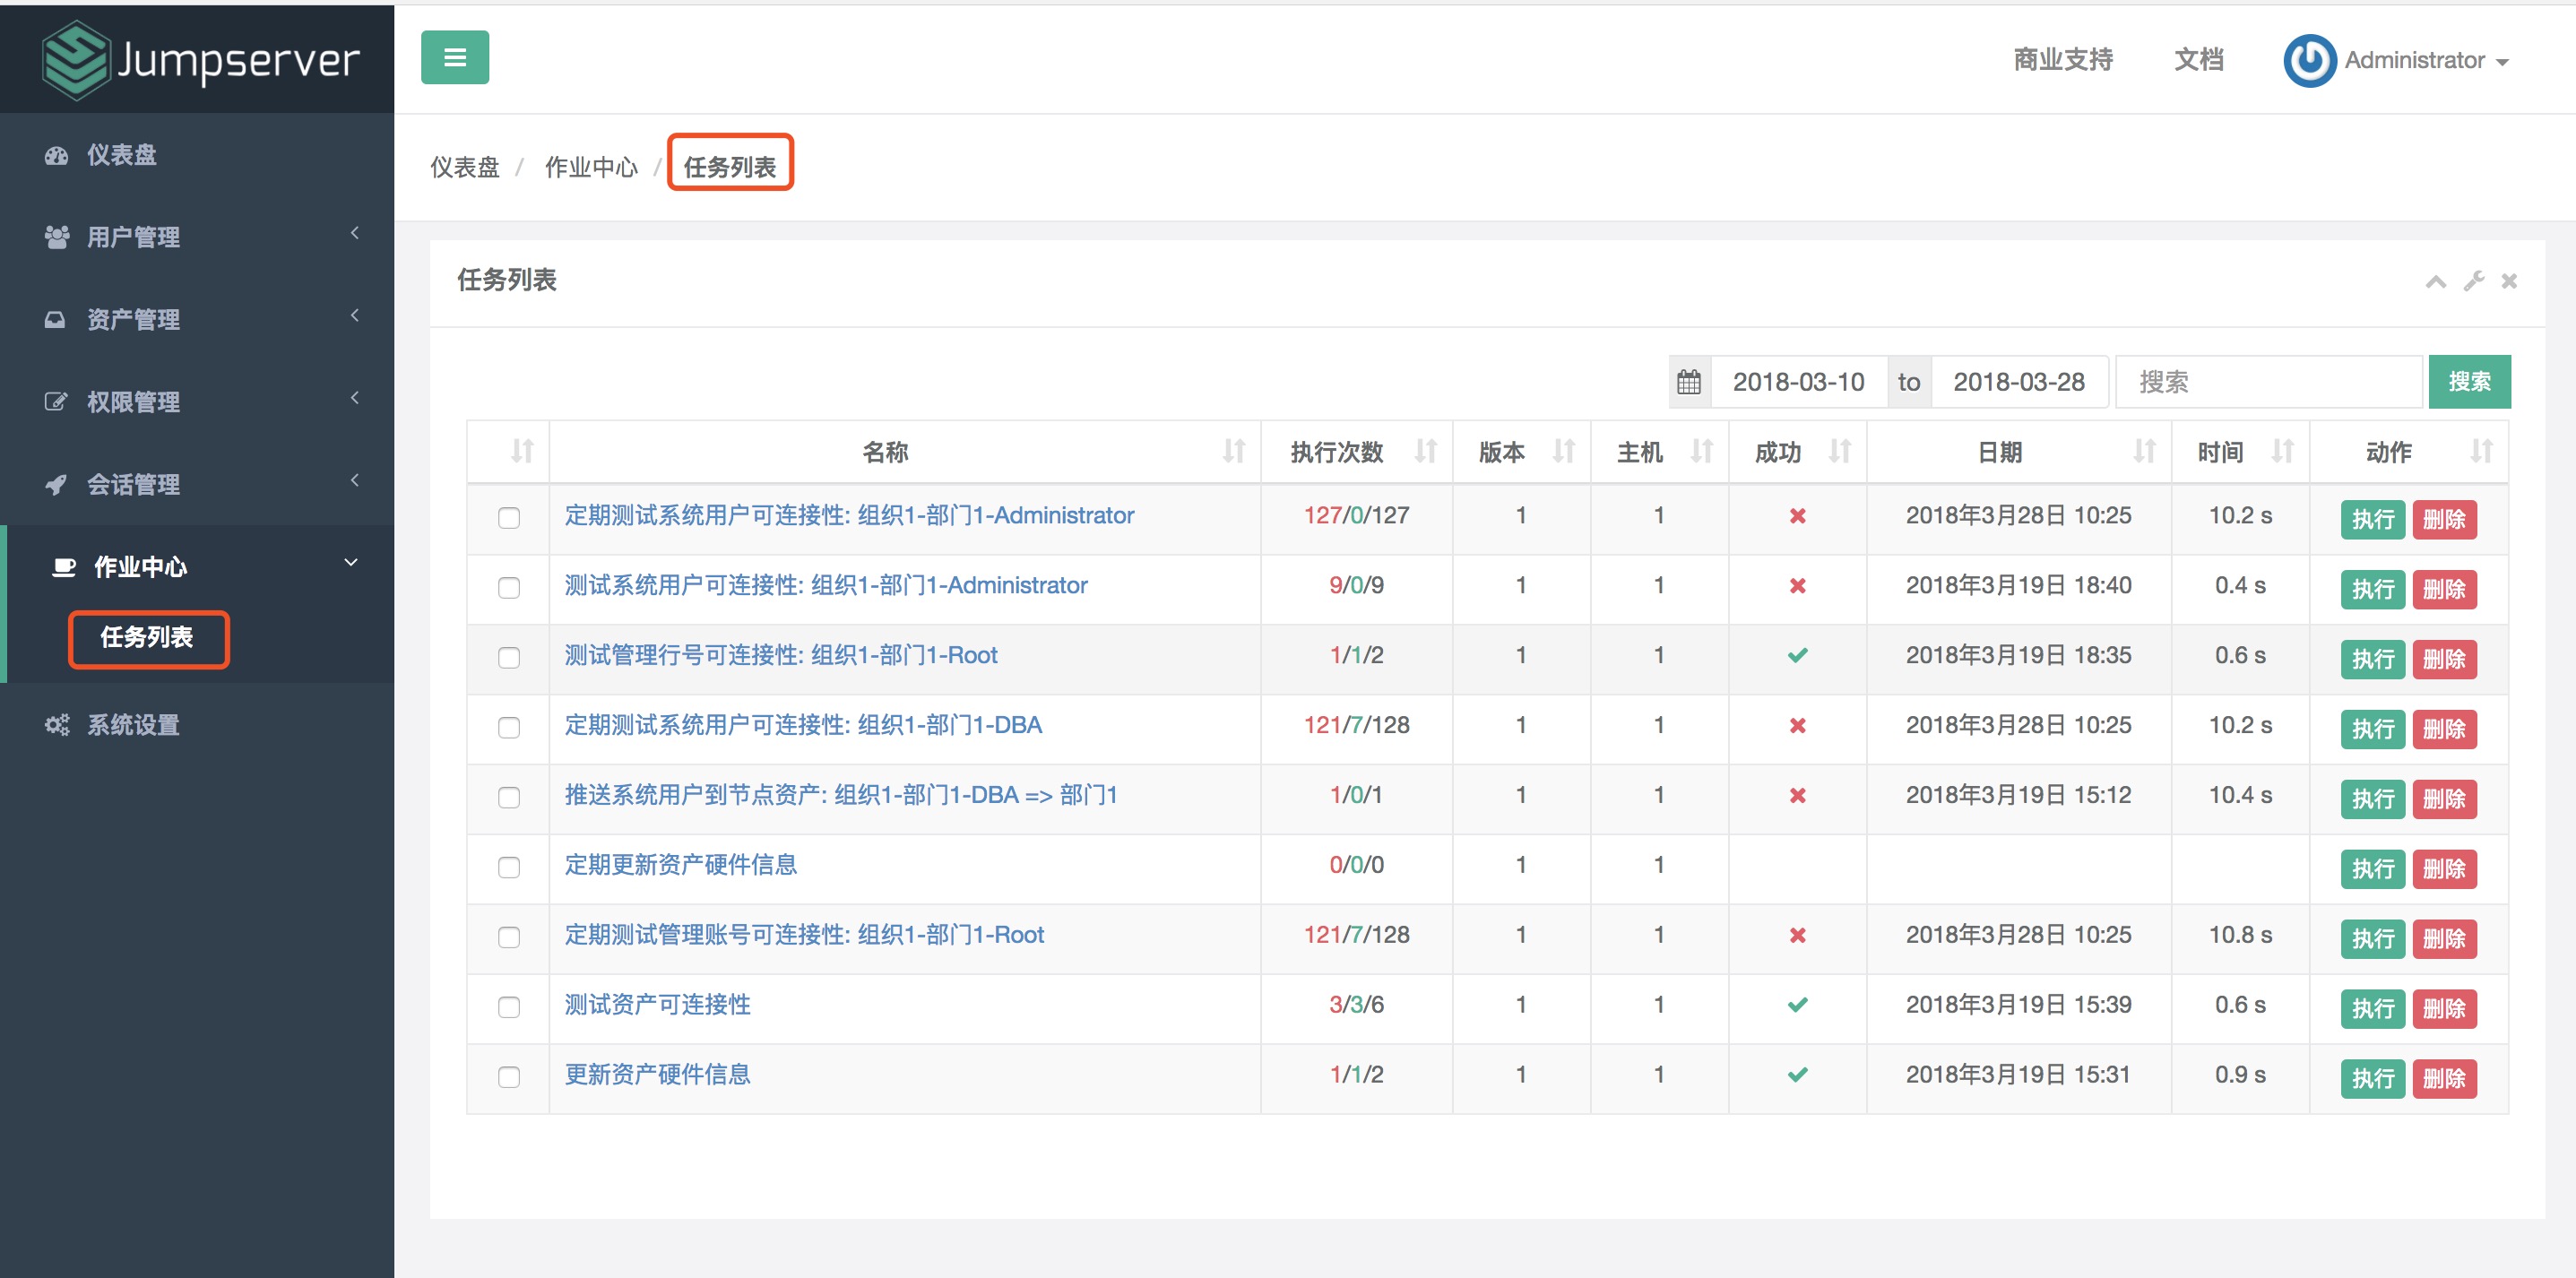 Jumpserver
商业支持 文档 Administrator
仪表盘
用户管理
资产管理
权限管理
会话管理
作业中心
任务列表
系统设置
仪表盘 / 作业中心 / 任务列表
任务列表
2018-03-10 to 2018-03-28 搜索 搜索
名称 执行次数 版本 主机 成功 日期 时间 动作
定期测试系统用户可连接性: 组织1-部门1-Administrator 127/0/127 1 1 2018年3月28日 10:25 10.2 s 执行 删除
测试系统用户可连接性: 组织1-部门1-Administrator 9/0/9 1 1 2018年3月19日 18:40 0.4 s 执行 删除
测试管理行号可连接性: 组织1-部门1-Root 1/1/2 1 1 2018年3月19日 18:35 0.6 s 执行 删除
定期测试系统用户可连接性: 组织1-部门1-DBA 121/7/128 1 1 2018年3月28日 10:25 10.2 s 执行 删除
推送系统用户到节点资产: 组织1-部门1-DBA => 部门1 1/0/1 1 1 2018年3月19日 15:12 10.4 s 执行 删除
定期更新资产硬件信息 0/0/0 1 1 执行 删除
定期测试管理账号可连接性: 组织1-部门1-Root 121/7/128 1 1 2018年3月28日 10:25 10.8 s 执行 删除
测试资产可连接性 3/3/6 1 1 2018年3月19日 15:39 0.6 s 执行 删除
更新资产硬件信息 1/1/2 1 1 2018年3月19日 15:31 0.9 s 执行 删除